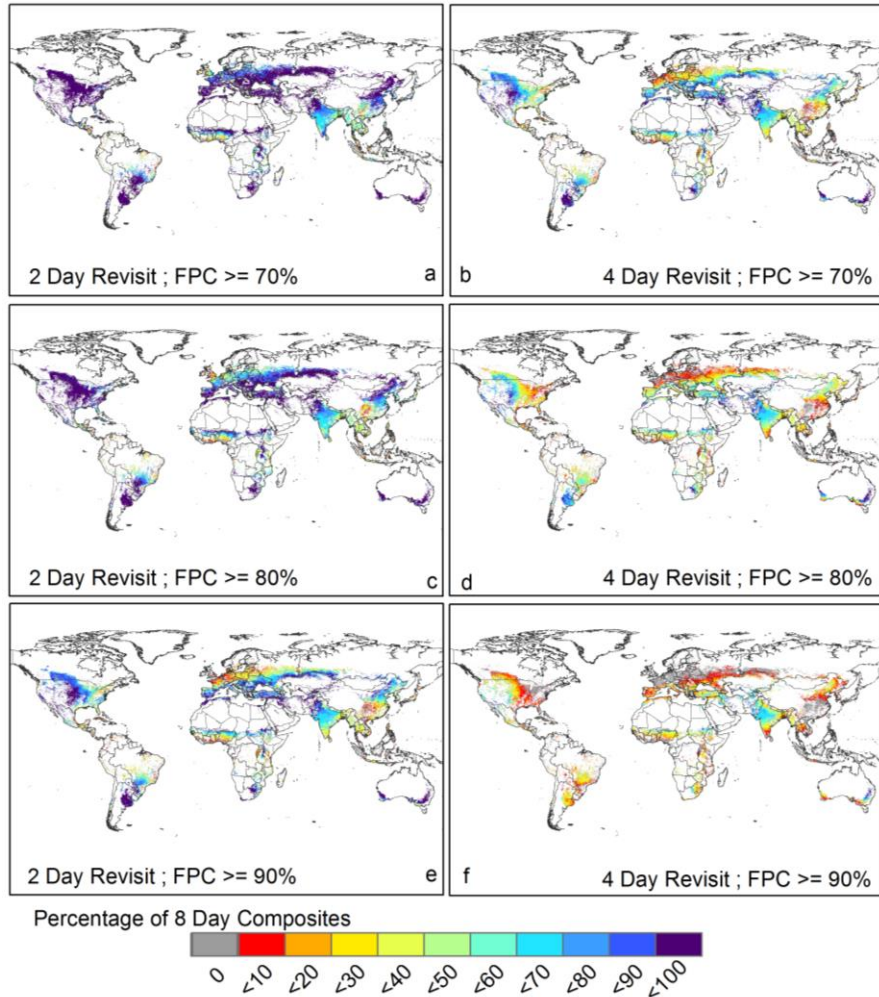 2 Day Revisit ; FPC >= 70% a
b 4 Day Revisit ; FPC >= 70%
2 Day Revisit ; FPC >= 80% c
d 4 Day Revisit ; FPC >= 80%
2 Day Revisit ; FPC >= 90% e
f 4 Day Revisit ; FPC >= 90%
Percentage of 8 Day Composites
0 <10 <20 <30 <40 <50 <60 <70 <80 <90 <100